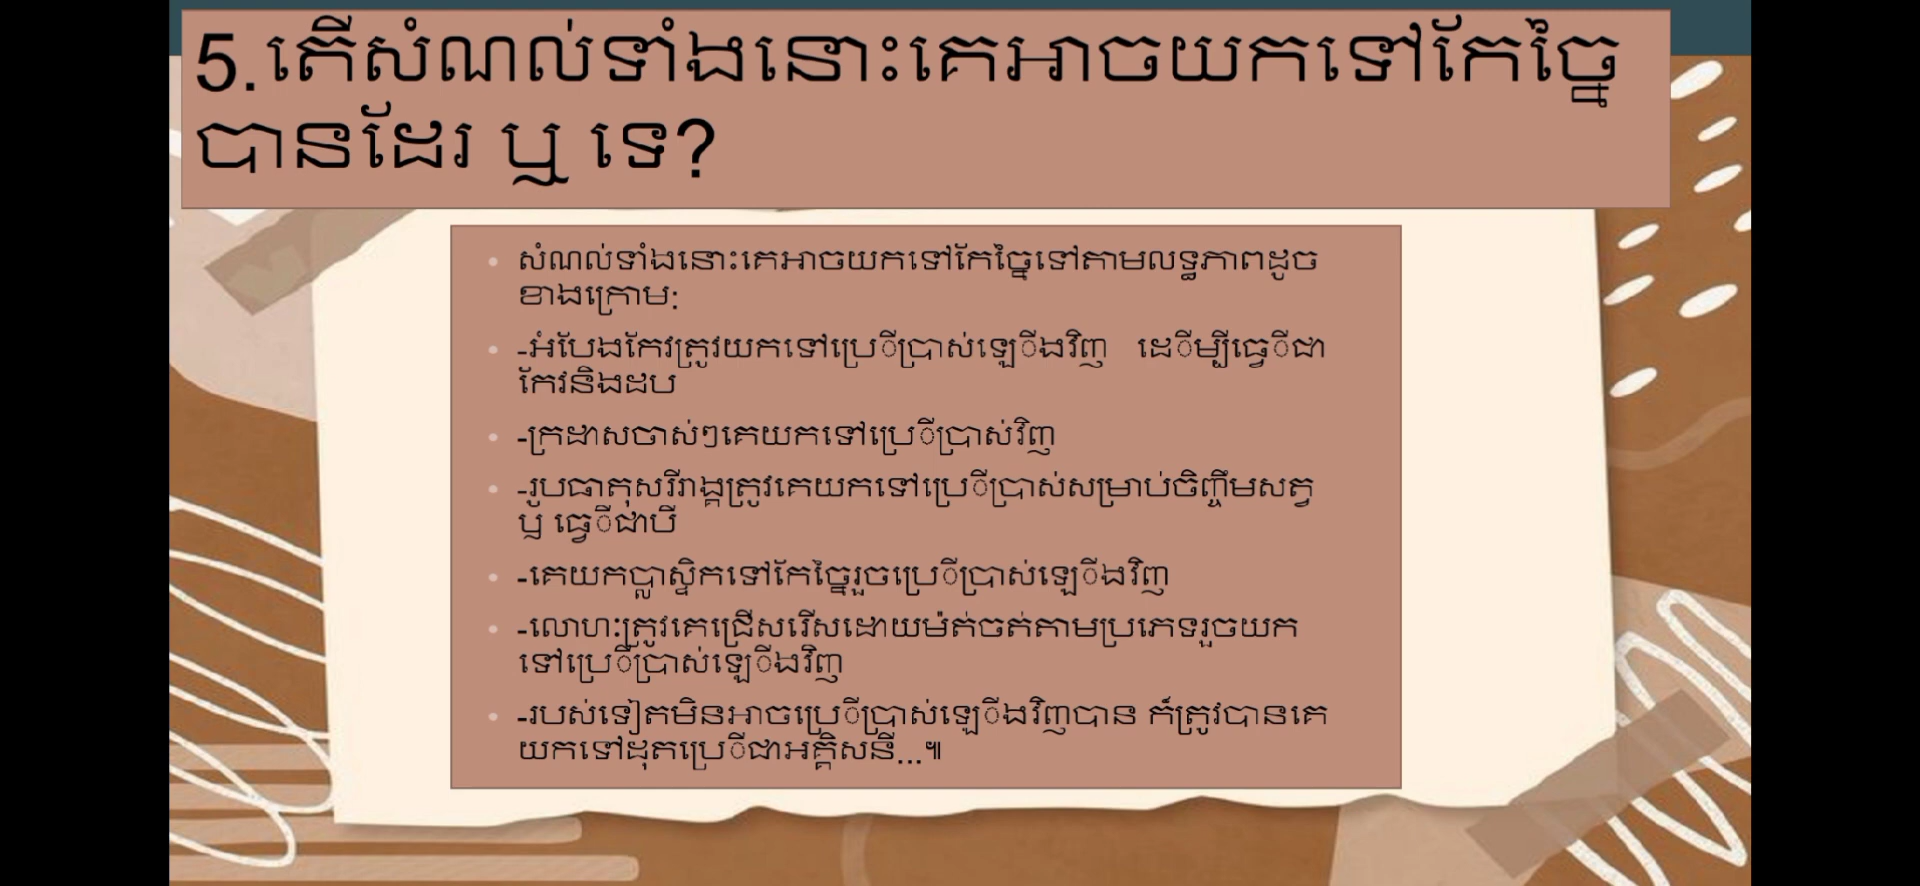 5.តើសំណល់ទាំងនោះគេអាចយកទៅកែច្នៃ
បានដែរ ឬ ទេ?
• សំណល់ទាំងនោះគេអាចយកទៅកែច្នៃទៅតាមលទ្ធភាពដូច
ខាងក្រោម:
• -អំបែងកែវត្រូវយកទៅប្រេីប្រាស់ឡេីងវិញ ដេីម្បីធ្វេីជា
កែវនិងដប
• -ក្រដាសចាស់ៗគេយកទៅប្រេីប្រាស់វិញ
• -រូបធាតុសរីរាង្គត្រូវគេយកទៅប្រេីប្រាស់សម្រាប់ចិញ្ចឹមសត្វ
ឬ ធ្វេីជាបី
• -គេយកប្លាស្ទិកទៅកែច្នៃរួចប្រេីប្រាស់ឡេីងវិញ
• -លោហៈត្រូវគេជ្រើសរើសដោយម៉ត់ចត់តាមប្រភេទរួចយក
ទៅប្រេីប្រាស់ឡេីងវិញ
• -របស់ទៀតមិនអាចប្រេីប្រាស់ឡេីងវិញបាន ក៏ត្រូវបានគេ
យកទៅដុតប្រេីជាអគ្គិសនី...៕